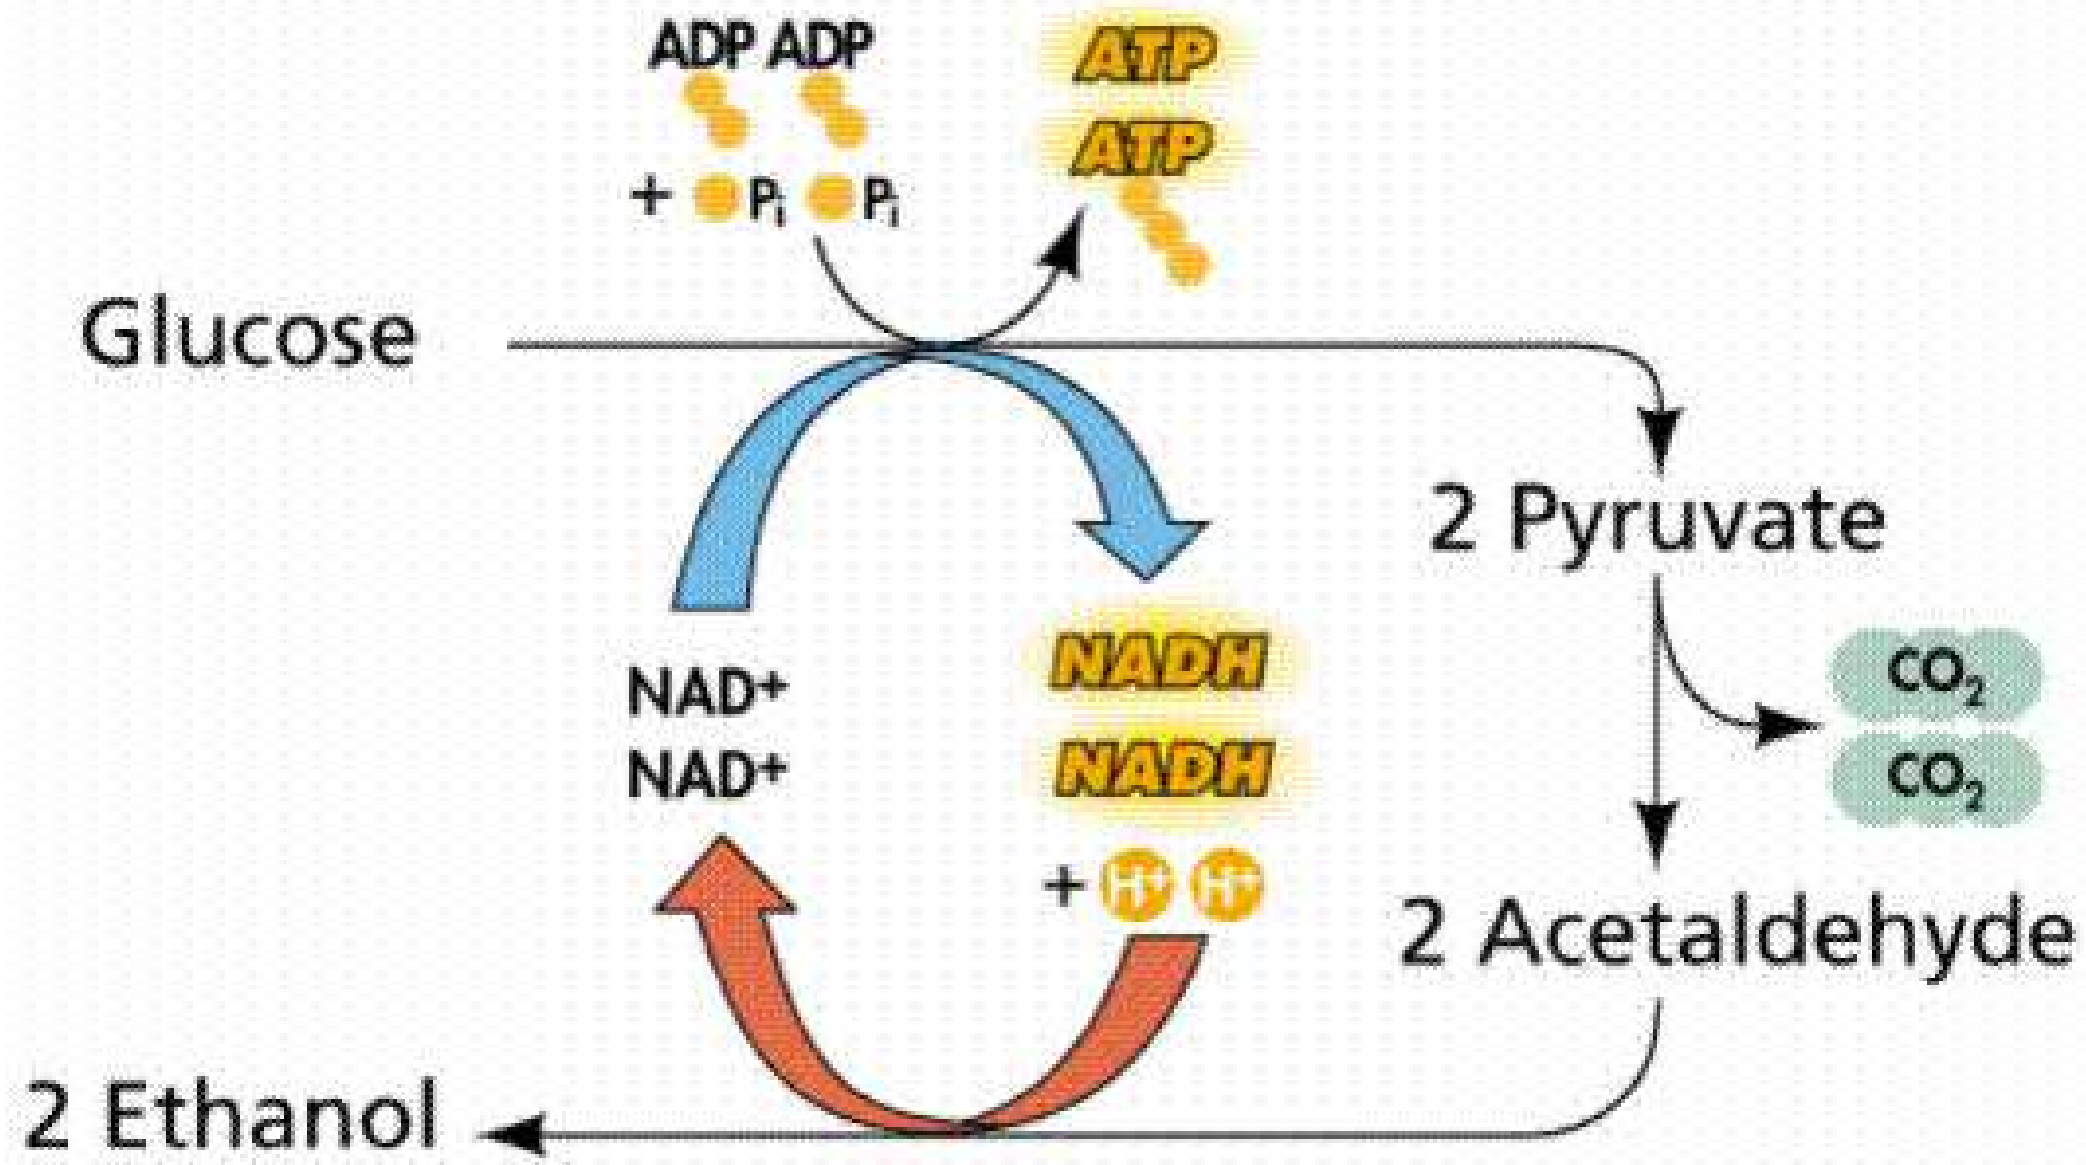 ADP ADP
ATP
ATP
+ Pi Pi
Glucose
2 Pyruvate
NAD+
NAD+
NADH
NADH
+ H+ H+
CO2
CO2
2 Acetaldehyde
2 Ethanol